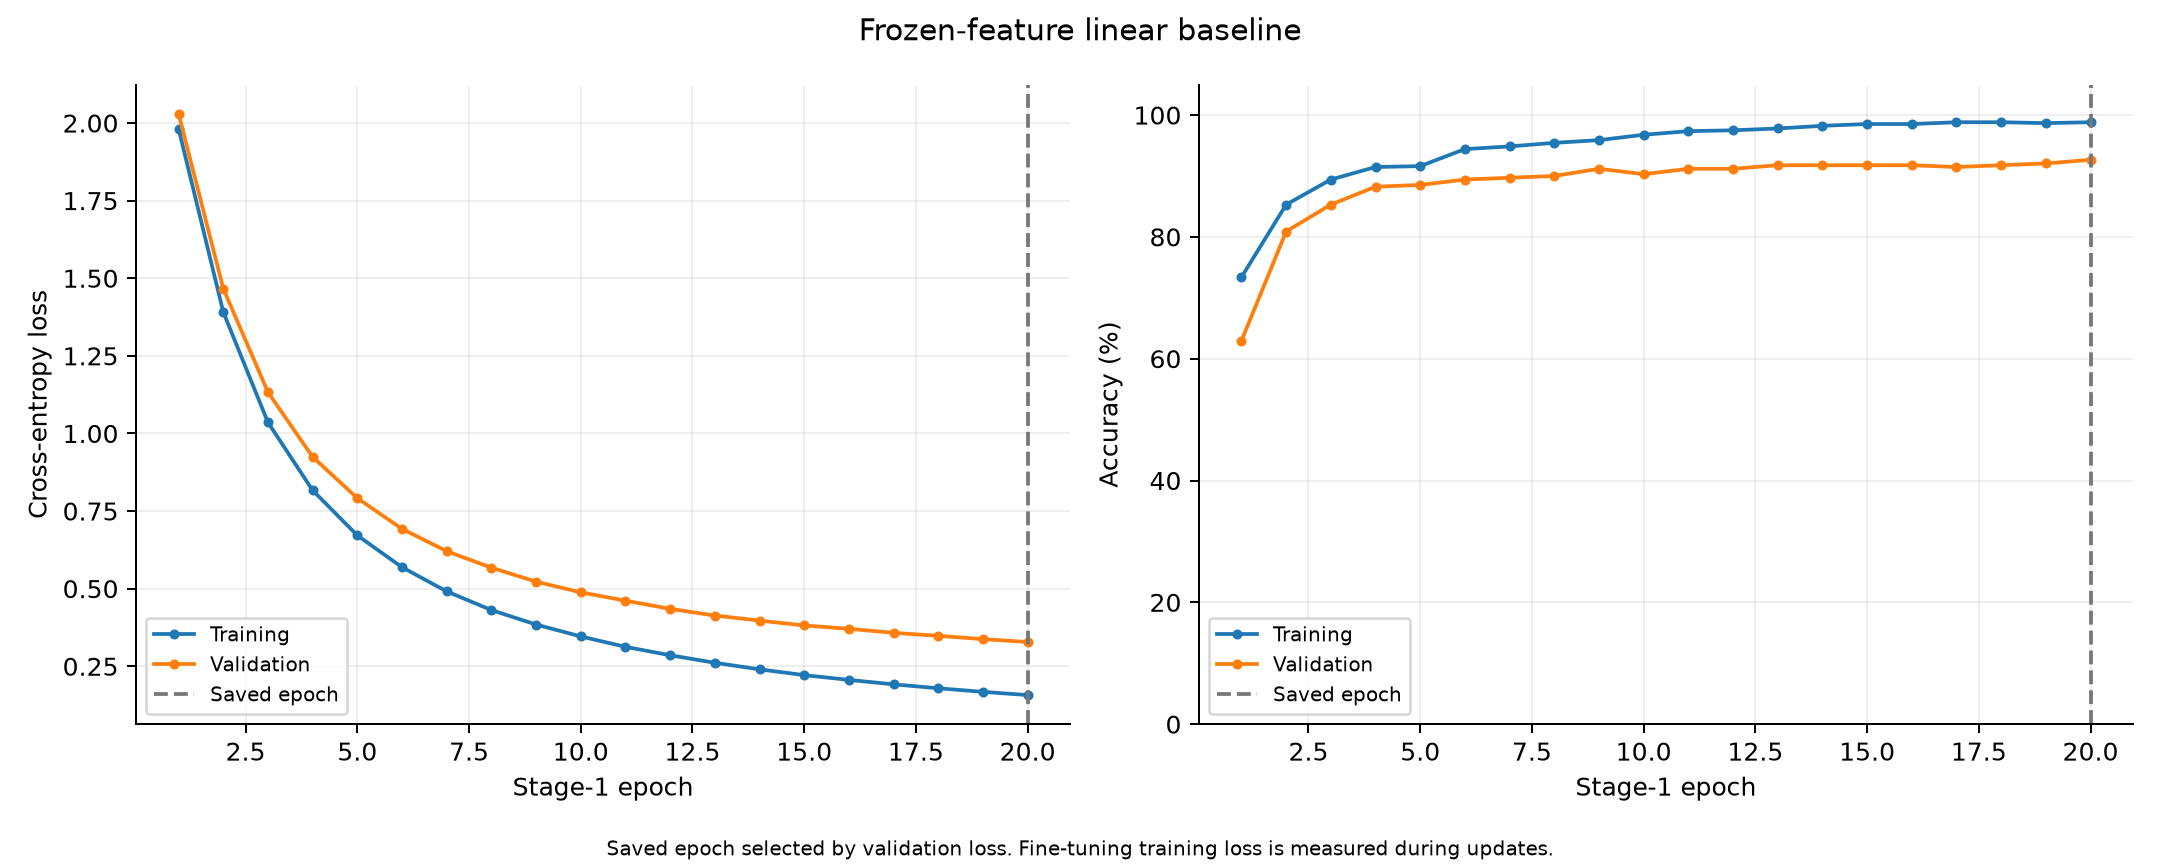 Frozen-feature linear baseline
Cross-entropy loss
2.00
1.75
1.50
1.25
1.00
0.75
0.50
0.25
Training
Validation
Saved epoch
2.5 5.0 7.5 10.0 12.5 15.0 17.5 20.0
Stage-1 epoch
Accuracy (%)
100
80
60
40
20
0
Training
Validation
Saved epoch
2.5 5.0 7.5 10.0 12.5 15.0 17.5 20.0
Stage-1 epoch
Saved epoch selected by validation loss. Fine-tuning training loss is measured during updates.